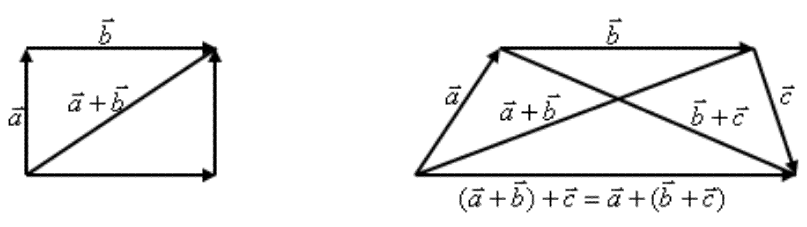 b⃗
a⃗
a⃗ + b⃗
b⃗
a⃗
a⃗ + b⃗
b⃗ + c⃗
c⃗
(a⃗ + b⃗) + c⃗ = a⃗ + (b⃗ + c⃗)